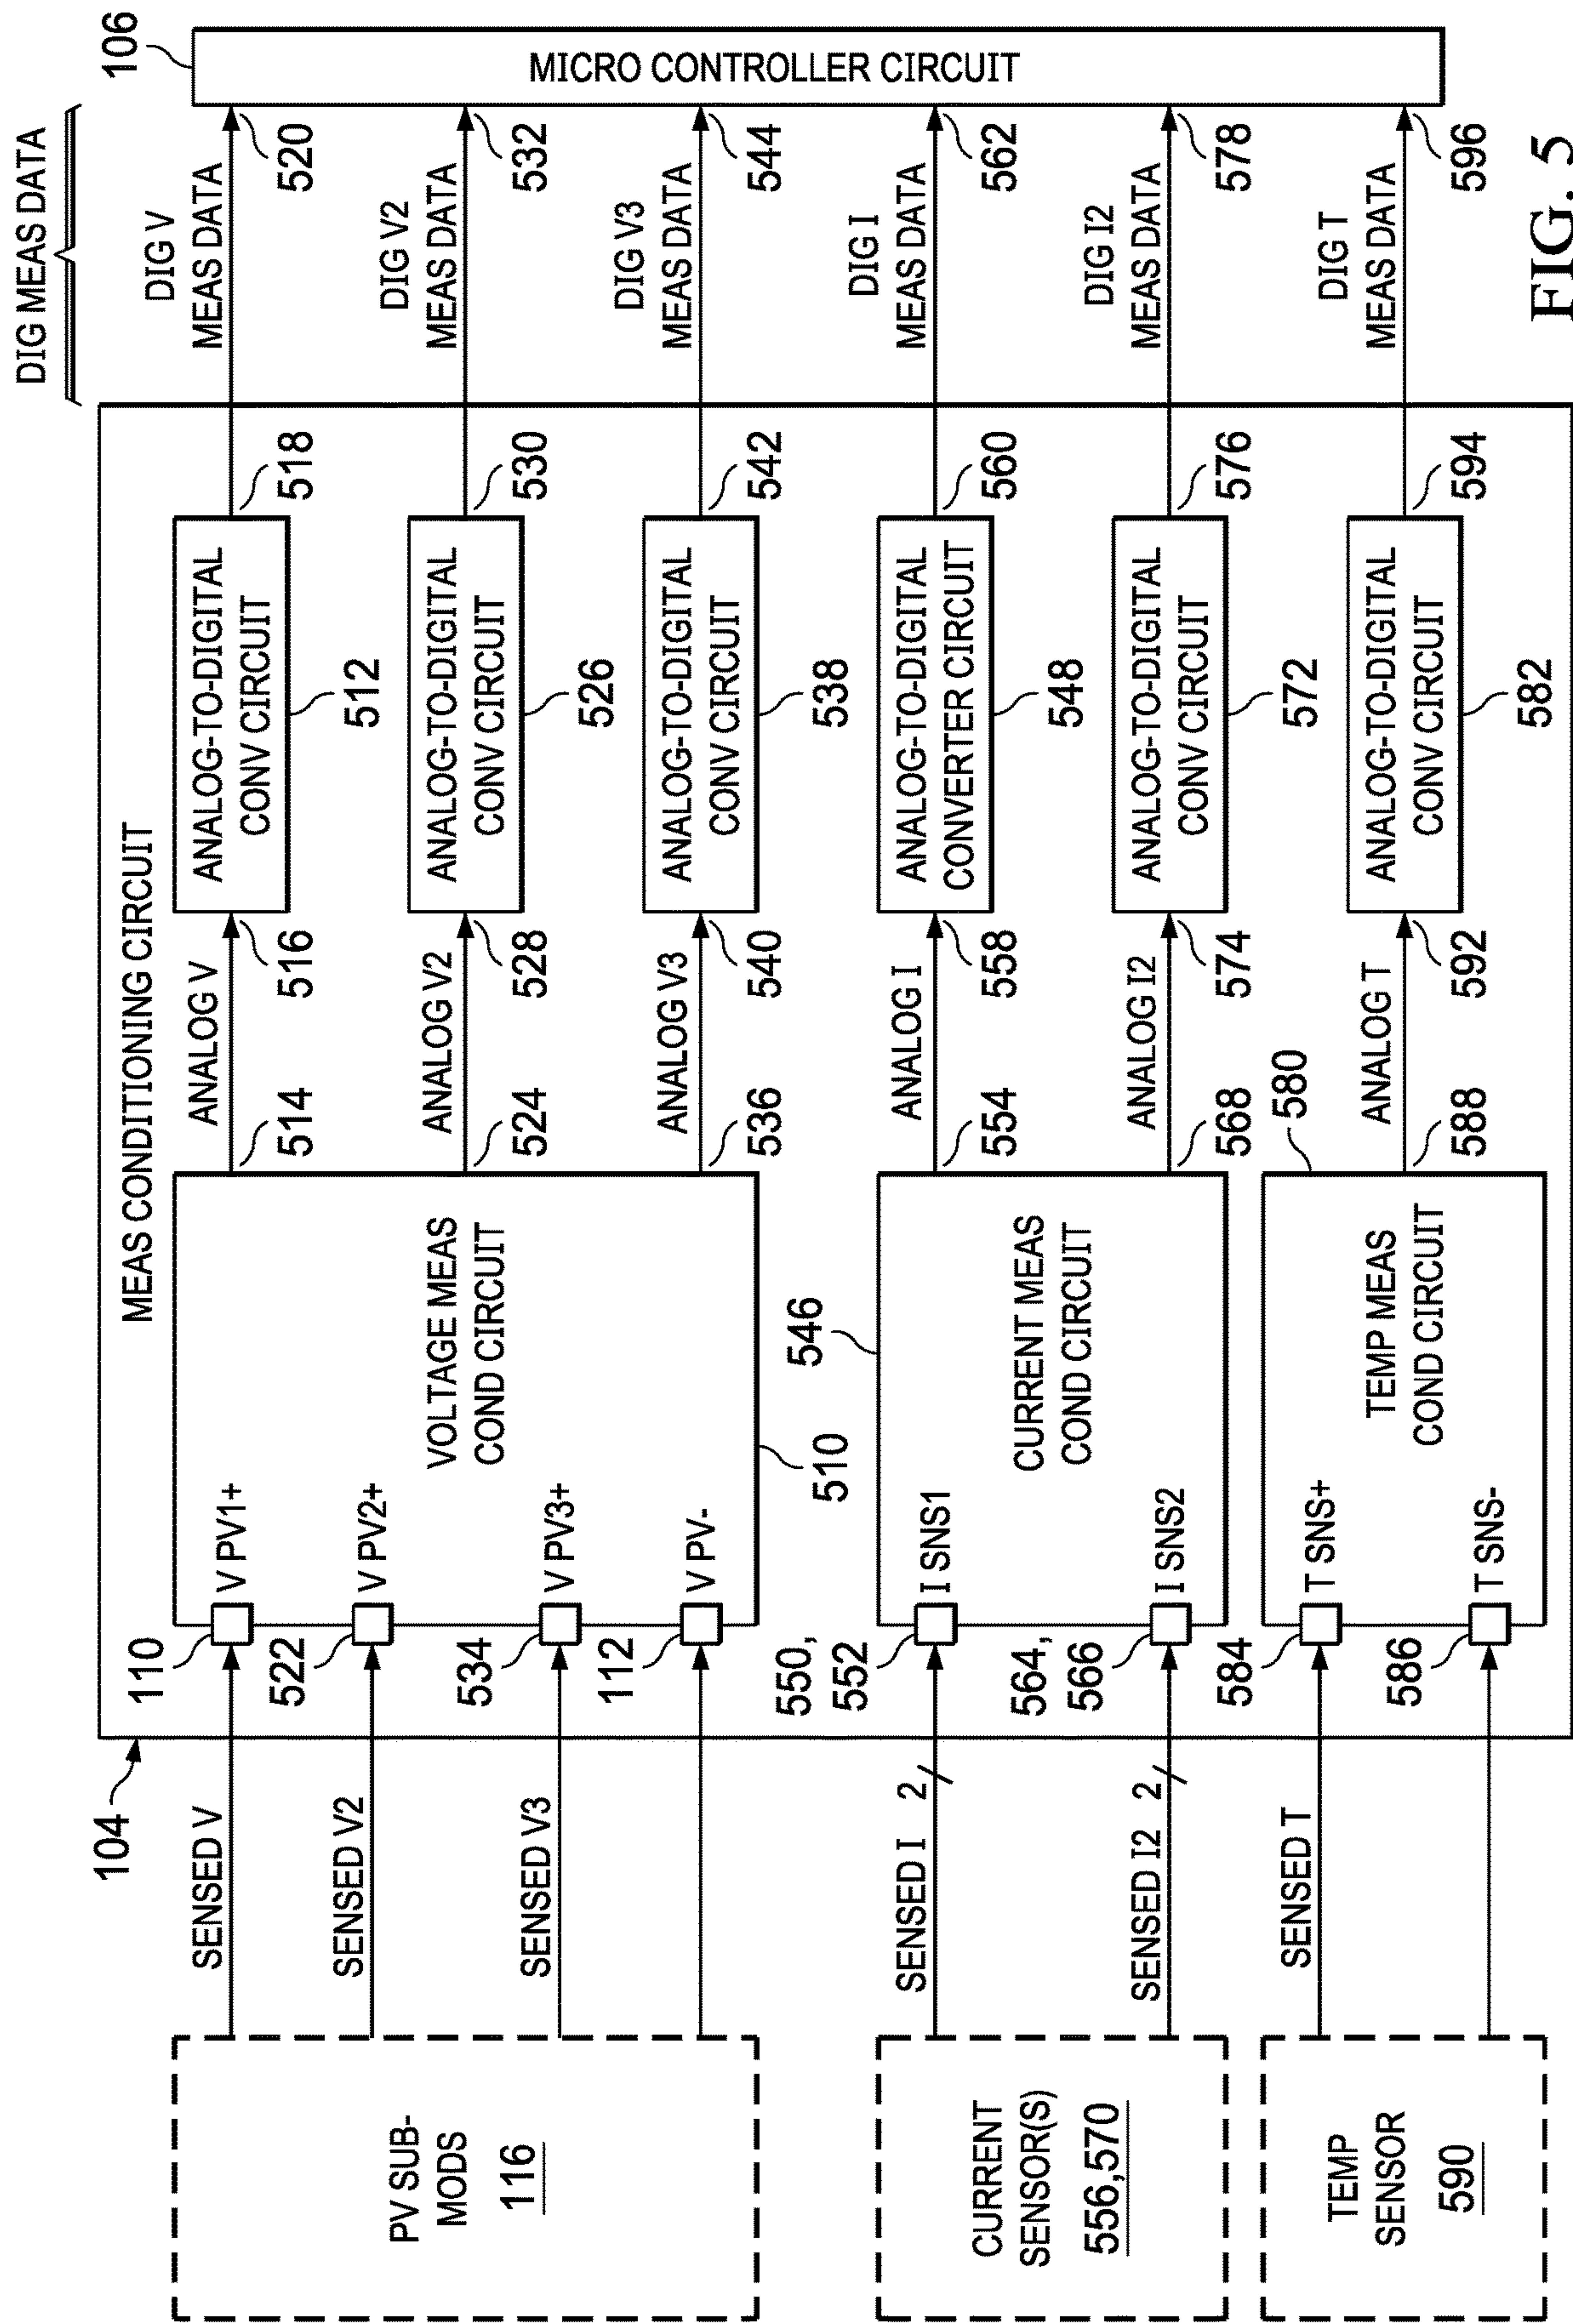 DIG MEAS DATA
106
MICRO CONTROLLER CIRCUIT
DIG V
MEAS DATA
520
DIG V2
MEAS DATA
532
DIG V3
MEAS DATA
544
DIG I
MEAS DATA
562
DIG I2
MEAS DATA
578
DIG T
MEAS DATA
596
FIG. 5
MEAS CONDITIONING CIRCUIT
104
518
ANALOG-TO-DIGITAL
CONV CIRCUIT
512
516
ANALOG V
514
530
ANALOG-TO-DIGITAL
CONV CIRCUIT
526
528
ANALOG V2
524
542
ANALOG-TO-DIGITAL
CONV CIRCUIT
538
540
ANALOG V3
536
560
ANALOG-TO-DIGITAL
CONVERTER CIRCUIT
548
558
ANALOG I
554
576
ANALOG-TO-DIGITAL
CONV CIRCUIT
572
574
ANALOG I2
568
594
ANALOG-TO-DIGITAL
CONV CIRCUIT
582
592
ANALOG T
588
580
VOLTAGE MEAS
COND CIRCUIT
510
V PV1+
V PV2+
V PV3+
V PV-
110
522
534
112
546
CURRENT MEAS
COND CIRCUIT
I SNS1
I SNS2
550,
552
564,
566
TEMP MEAS
COND CIRCUIT
T SNS+
T SNS-
584
586
SENSED V
SENSED V2
SENSED V3
SENSED I
2
SENSED I2
2
SENSED T
PV SUB-
MODS
116
CURRENT
SENSOR(S)
556,570
TEMP
SENSOR
590